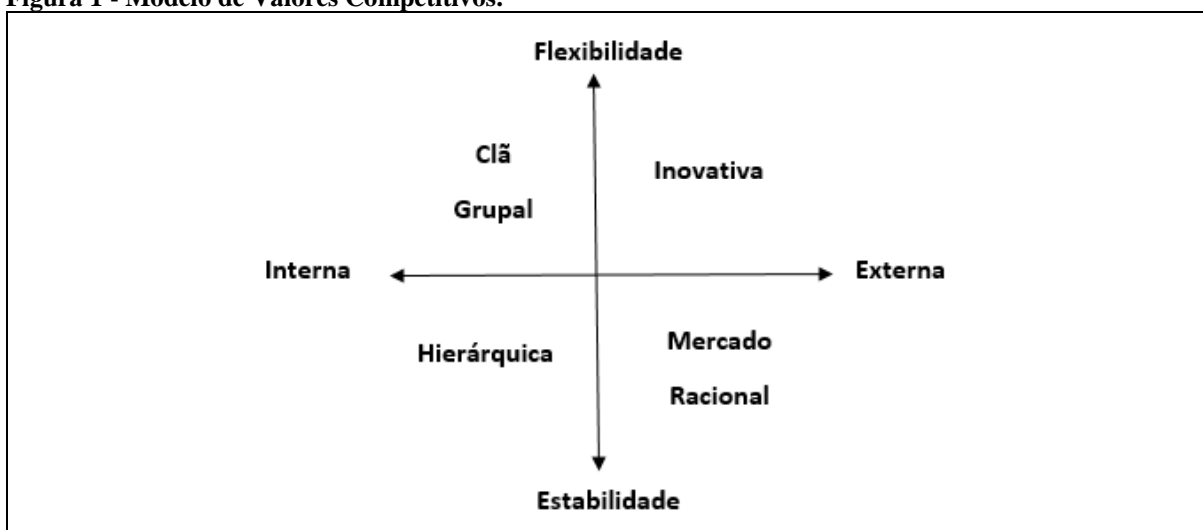 Figura 1 - Modelo de Valores Competitivos.
Flexibilidade
Clã
Inovativa
Grupal
Interna
Externa
Hierárquica
Mercado
Racional
Estabilidade